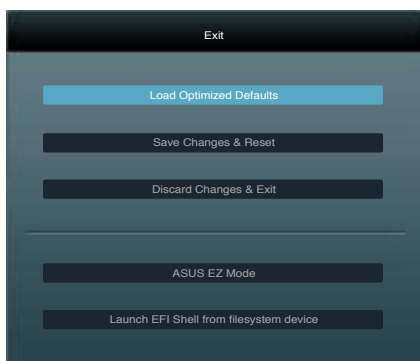 Exit
Load Optimized Defaults
Save Changes & Reset
Discard Changes & Exit
ASUS EZ Mode
Launch EFI Shell from filesystem device